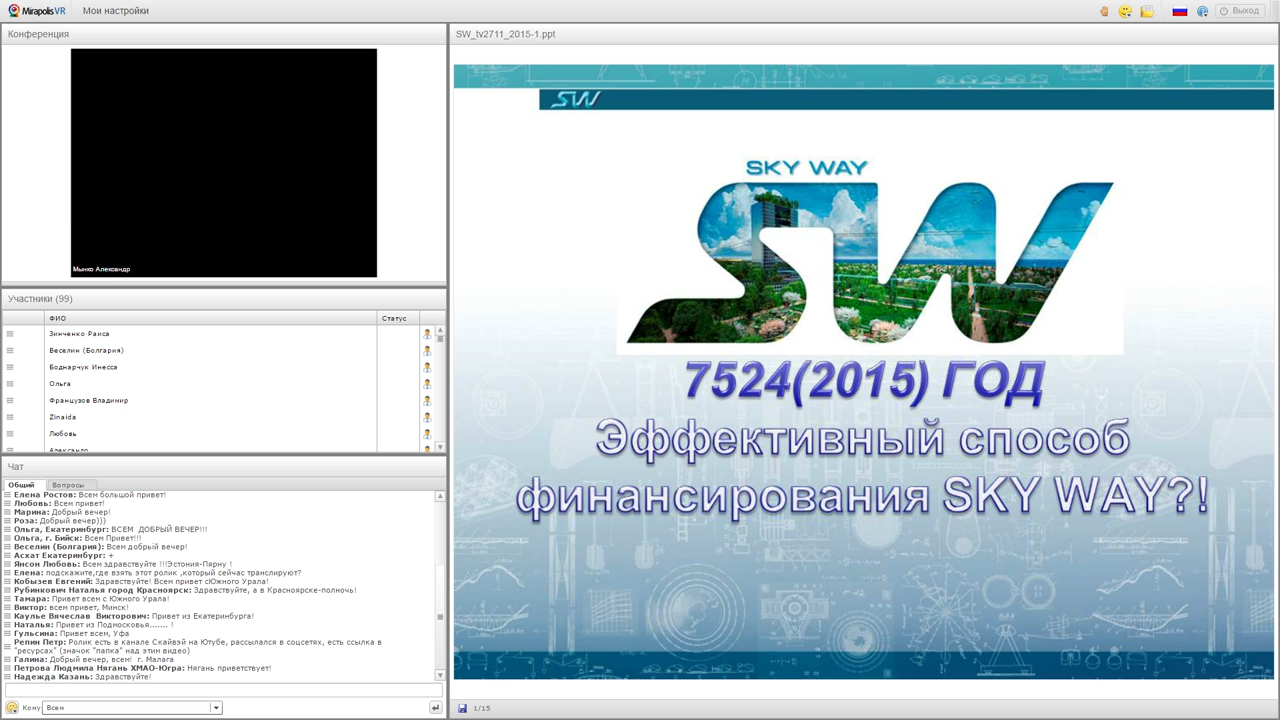 MirapolisVR Мои настройки Выход
Конференция
Мынко Александр
Участники (99)
ФИО Статус
Зинченко Раиса
Веселин (Болгария)
Боднарчук Инесса
Ольга
Французов Владимир
Zinaida
Любовь
Александр
Чат
Общий Вопросы
Елена Ростов: Всем большой привет!
Любовь: Всем привет!
Марина: Добрый вечер!
Роза: Добрый вечер)))
Ольга, Екатеринбург: ВСЕМ ДОБРЫЙ ВЕЧЕР!!!
Ольга, г. Бийск: Всем Привет!!!
Веселин (Болгария): Всем добрый вечер!
Асхат Екатеринбург: +
Янсон Любовь: Всем здравствуйте !!!Эстония-Пярну !
Елена: подскажите,где взять этот ролик ,который сейчас транслируют?
Кобызев Евгений: Здравствуйте! Всем привет сЮжного Урала!
Рубинкович Наталья город Красноярск: Здравствуйте, а в Красноярске-полночь!
Тамара: Привет всем с Южного Урала!
Виктор: всем привет, Минск!
Каулье Вячеслав Викторович: Привет из Екатеринбурга!
Наталья: Привет из Подмосковья....... !
Гульсина: Привет всем, Уфа
Репин Петр: Ролик есть в канале Скайвэй на Ютубе, рассылался в соцсетях, есть ссылка в
"ресурсах" (значок "папка" над этим видео)
Галина: Добрый вечер, всем! г. Малага
Петрова Людмила Нягань ХМАО-Югра: Нягань приветствует!
Надежда Казань: Здравствуйте!
Кому Всем
SW_tv2711_2015-1.ppt
SW
SKY WAY
SW
7524(2015) ГОД
Эффективный способ
финансирования SKY WAY?!
1/15